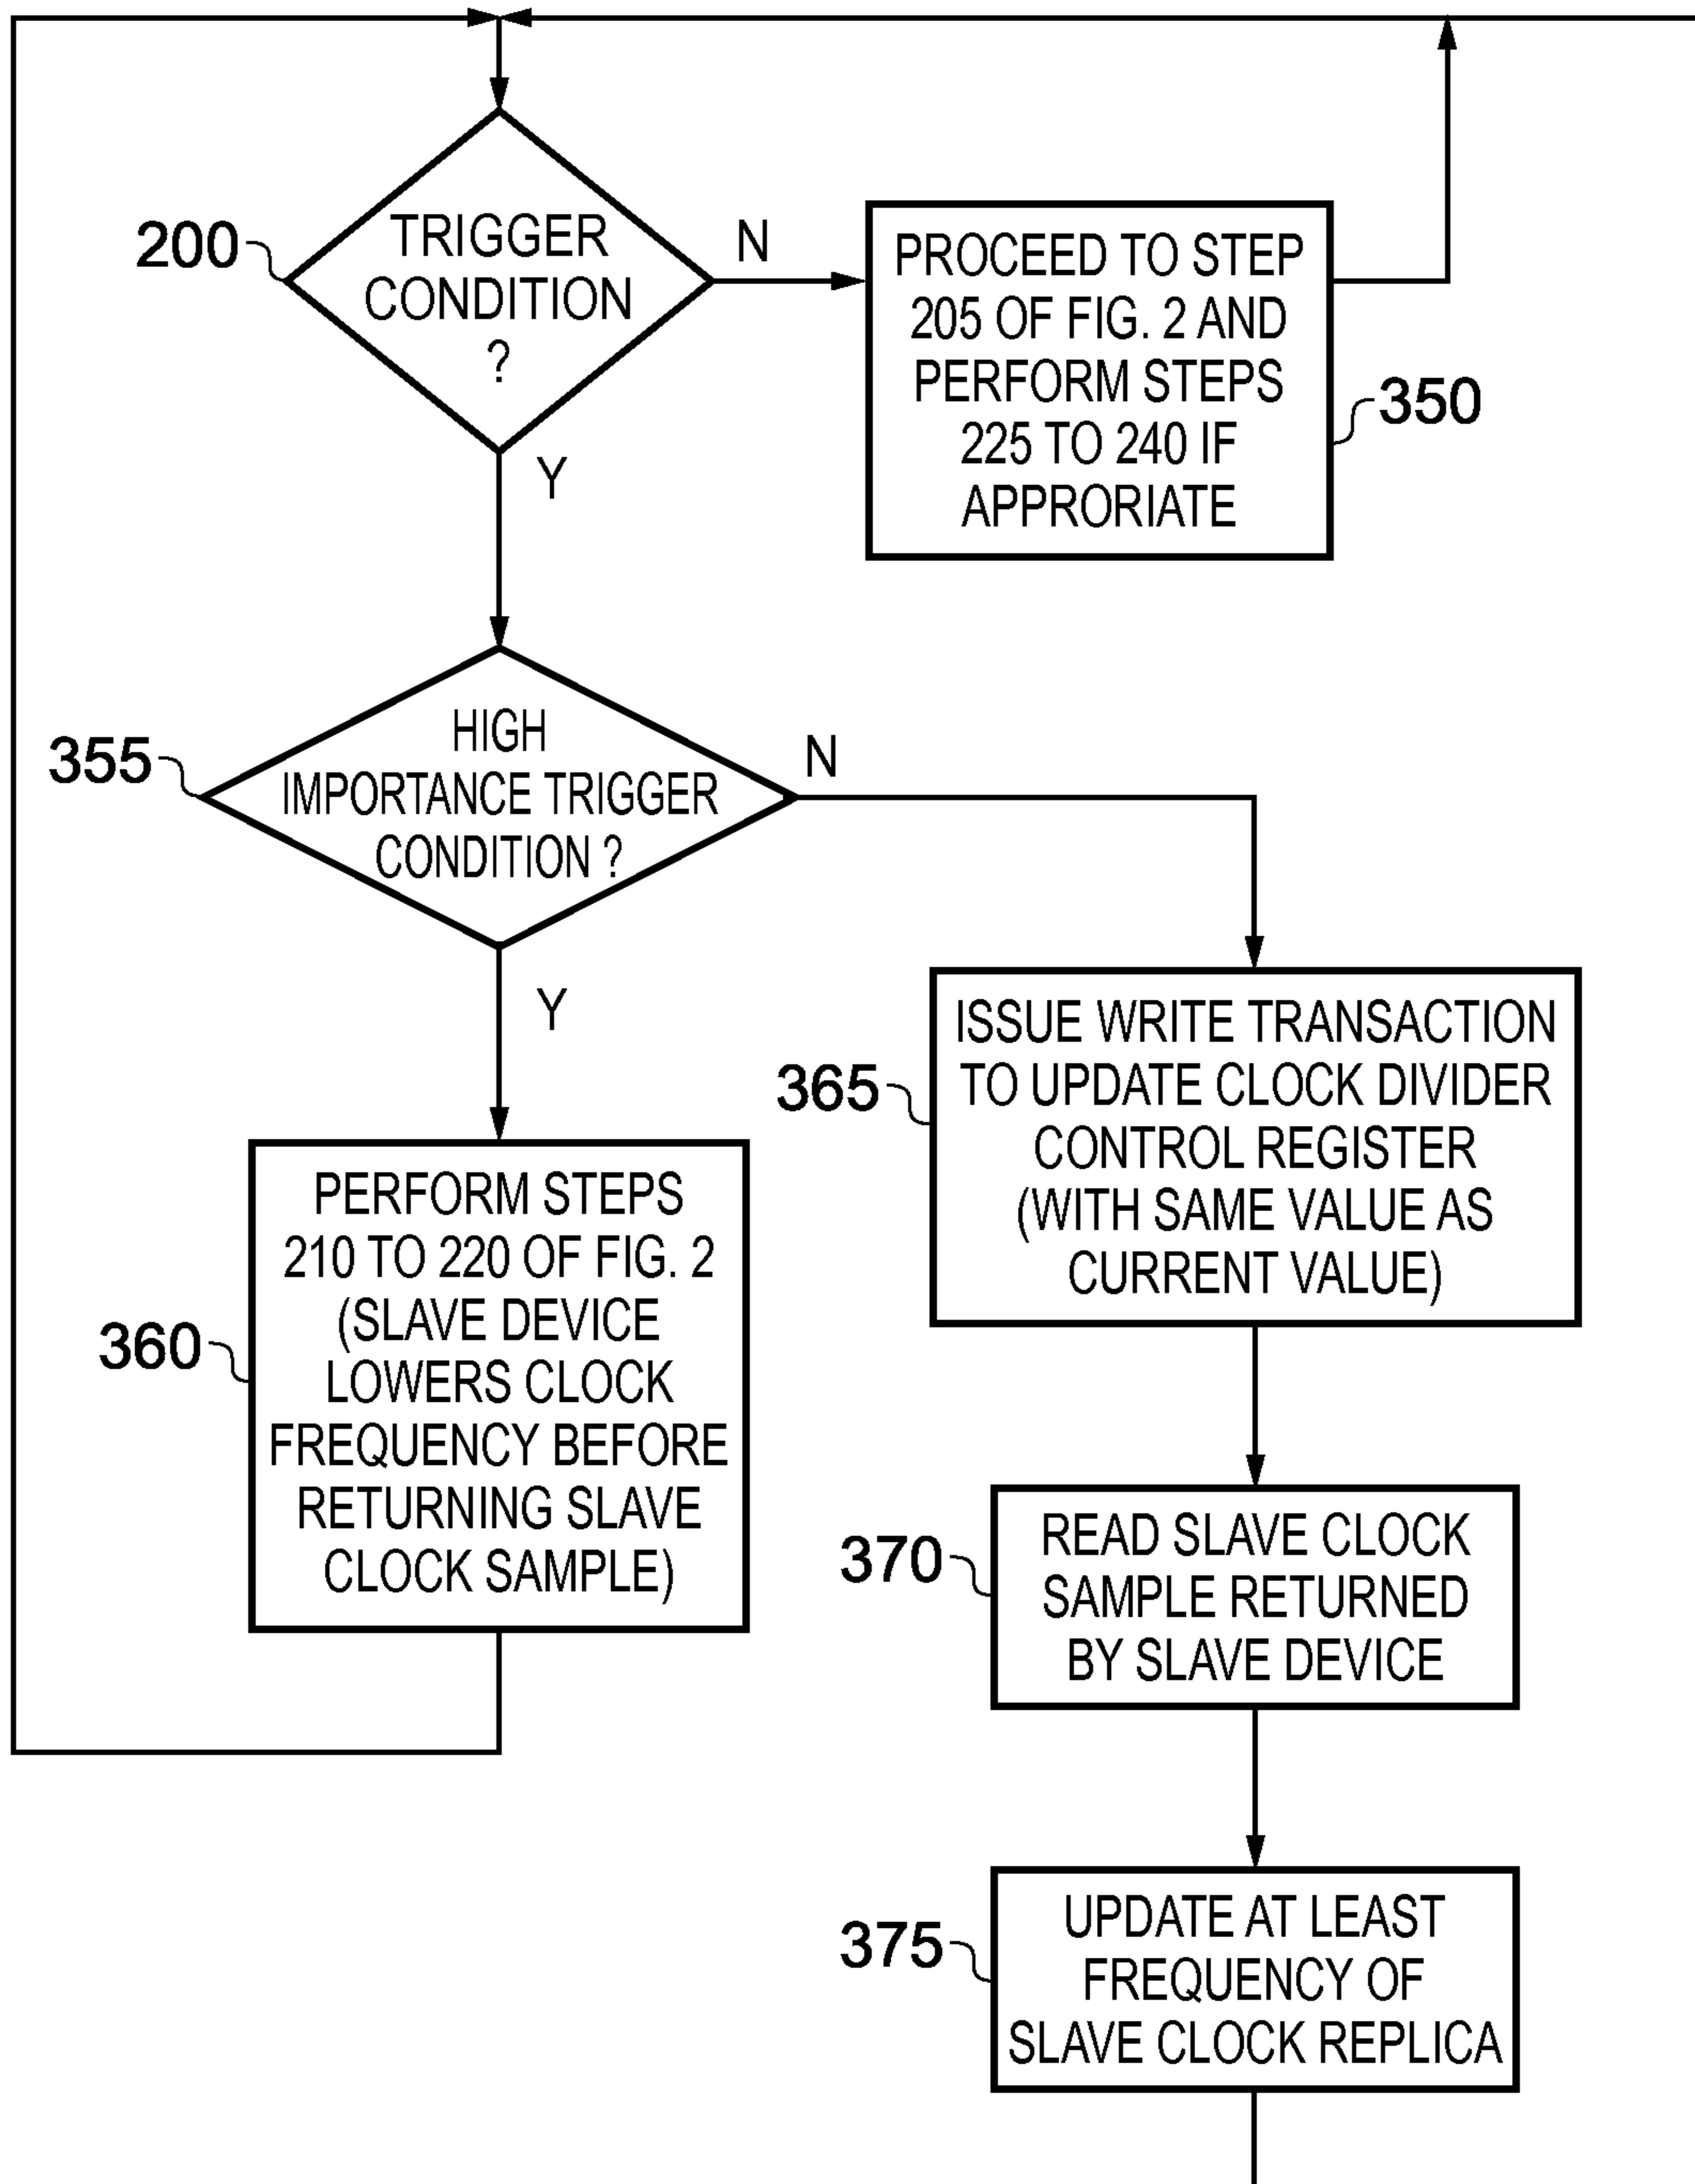 200
TRIGGER
CONDITION
?
N
PROCEED TO STEP
205 OF FIG. 2 AND
PERFORM STEPS
225 TO 240 IF
APPRORIATE
350
Y
355
HIGH
IMPORTANCE TRIGGER
CONDITION ?
N
Y
360
PERFORM STEPS
210 TO 220 OF FIG. 2
(SLAVE DEVICE
LOWERS CLOCK
FREQUENCY BEFORE
RETURNING SLAVE
CLOCK SAMPLE)
365
ISSUE WRITE TRANSACTION
TO UPDATE CLOCK DIVIDER
CONTROL REGISTER
(WITH SAME VALUE AS
CURRENT VALUE)
370
READ SLAVE CLOCK
SAMPLE RETURNED
BY SLAVE DEVICE
375
UPDATE AT LEAST
FREQUENCY OF
SLAVE CLOCK REPLICA